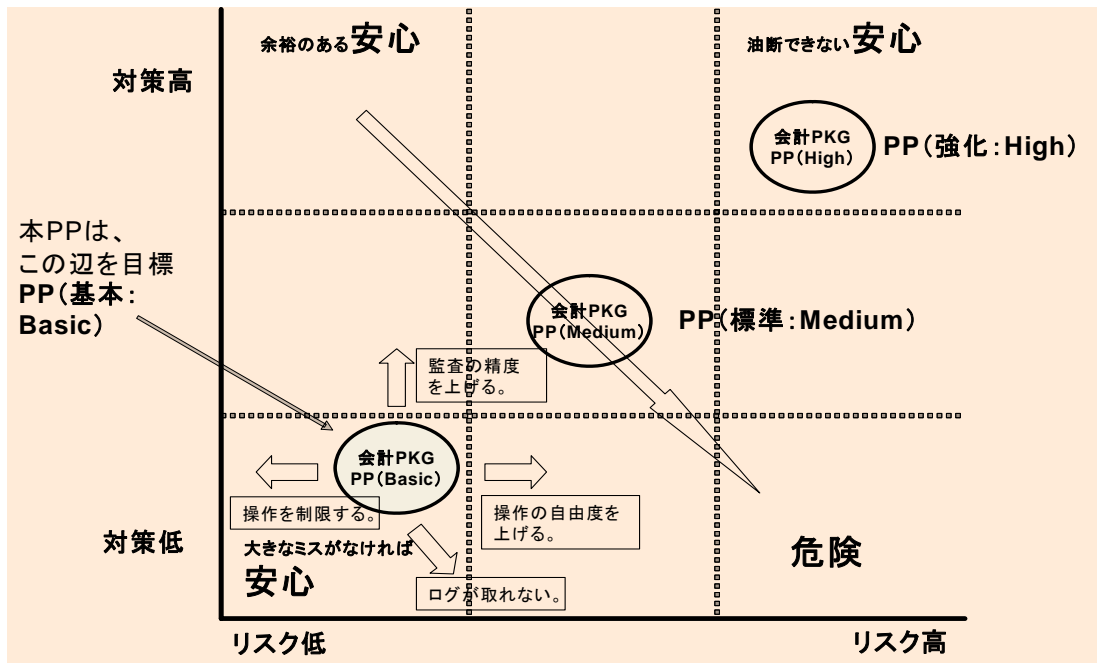 余裕のある安心
油断できない安心
対策高
会計PKG
PP(High)
PP(強化:High)
本PPは、
この辺を目標
PP(基本:
Basic)
会計PKG
PP(Medium)
PP(標準:Medium)
監査の精度
を上げる。
会計PKG
PP(Basic)
操作を制限する。
操作の自由度を
上げる。
対策低
大きなミスがなければ
安心
危険
ログが取れない。
リスク低
リスク高